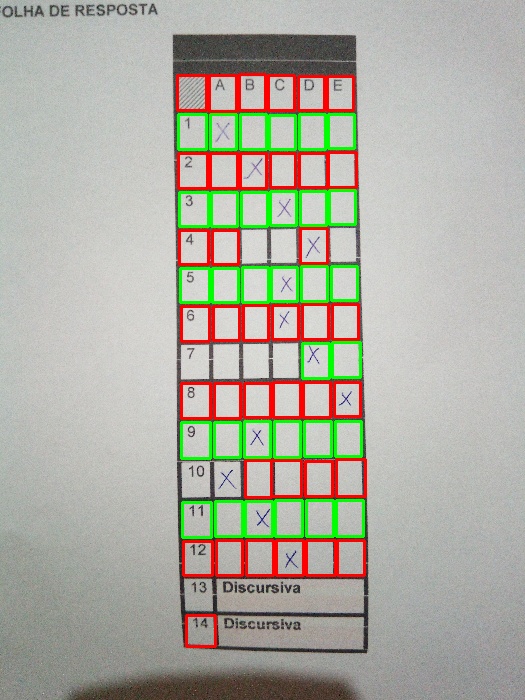 FOLHA DE RESPOSTA
A B C D E
1 X
2 X
3 X
4 X
5 X
6 X
7 X
8 X
9 X
10 X
11 X
12 X
13 Discursiva
14 Discursiva